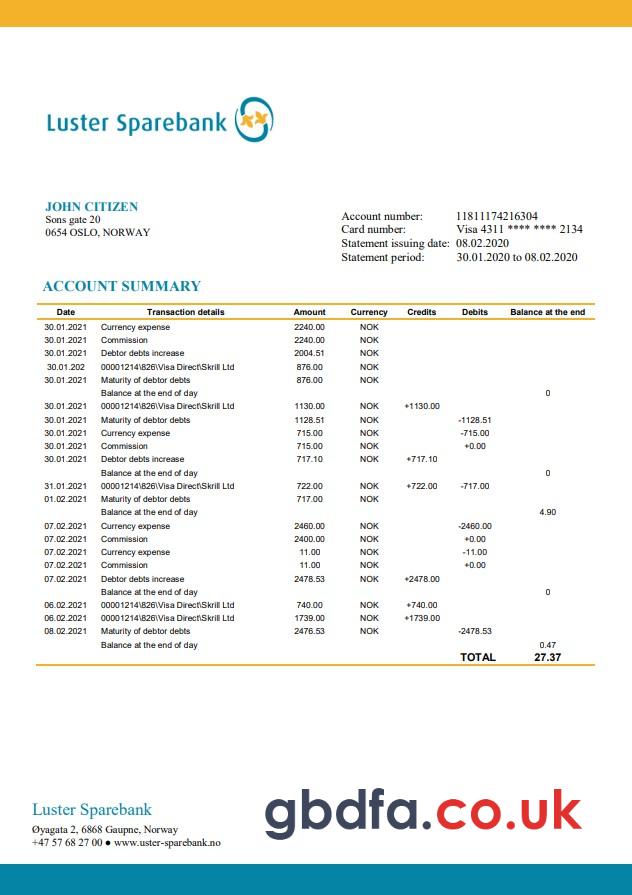 Luster Sparebank
JOHN CITIZEN
Sons gate 20
0654 OSLO, NORWAY
Account number: 11811174216304
Card number: Visa 4311 **** **** 2134
Statement issuing date: 08.02.2020
Statement period: 30.01.2020 to 08.02.2020
ACCOUNT SUMMARY
Date Transaction details Amount Currency Credits Debits Balance at the end
30.01.2021 Currency expense 2240.00 NOK
30.01.2021 Commission 2240.00 NOK
30.01.2021 Debtor debts increase 2004.51 NOK
30.01.202 00001214\826\Visa Direct\Skrill Ltd 876.00 NOK
30.01.2021 Maturity of debtor debts 876.00 NOK
Balance at the end of day 0
30.01.2021 00001214\826\Visa Direct\Skrill Ltd 1130.00 NOK +1130.00
30.01.2021 Maturity of debtor debts 1128.51 NOK -1128.51
30.01.2021 Currency expense 715.00 NOK -715.00
30.01.2021 Commission 715.00 NOK +0.00
30.01.2021 Debtor debts increase 717.10 NOK +717.10
Balance at the end of day 0
31.01.2021 00001214\826\Visa Direct\Skrill Ltd 722.00 NOK +722.00 -717.00
01.02.2021 Maturity of debtor debts 717.00 NOK
Balance at the end of day 4.90
07.02.2021 Currency expense 2460.00 NOK -2460.00
07.02.2021 Commission 2400.00 NOK +0.00
07.02.2021 Currency expense 11.00 NOK -11.00
07.02.2021 Commission 11.00 NOK +0.00
07.02.2021 Debtor debts increase 2478.53 NOK +2478.00
Balance at the end of day 0
06.02.2021 00001214\826\Visa Direct\Skrill Ltd 740.00 NOK +740.00
06.02.2021 00001214\826\Visa Direct\Skrill Ltd 1739.00 NOK +1739.00
08.02.2021 Maturity of debtor debts 2476.53 NOK -2478.53
Balance at the end of day 0.47
TOTAL 27.37
Luster Sparebank
Øyagata 2, 6868 Gaupne, Norway
+47 57 68 27 00 ● www.uster-sparebank.no
gbdfa.co.uk